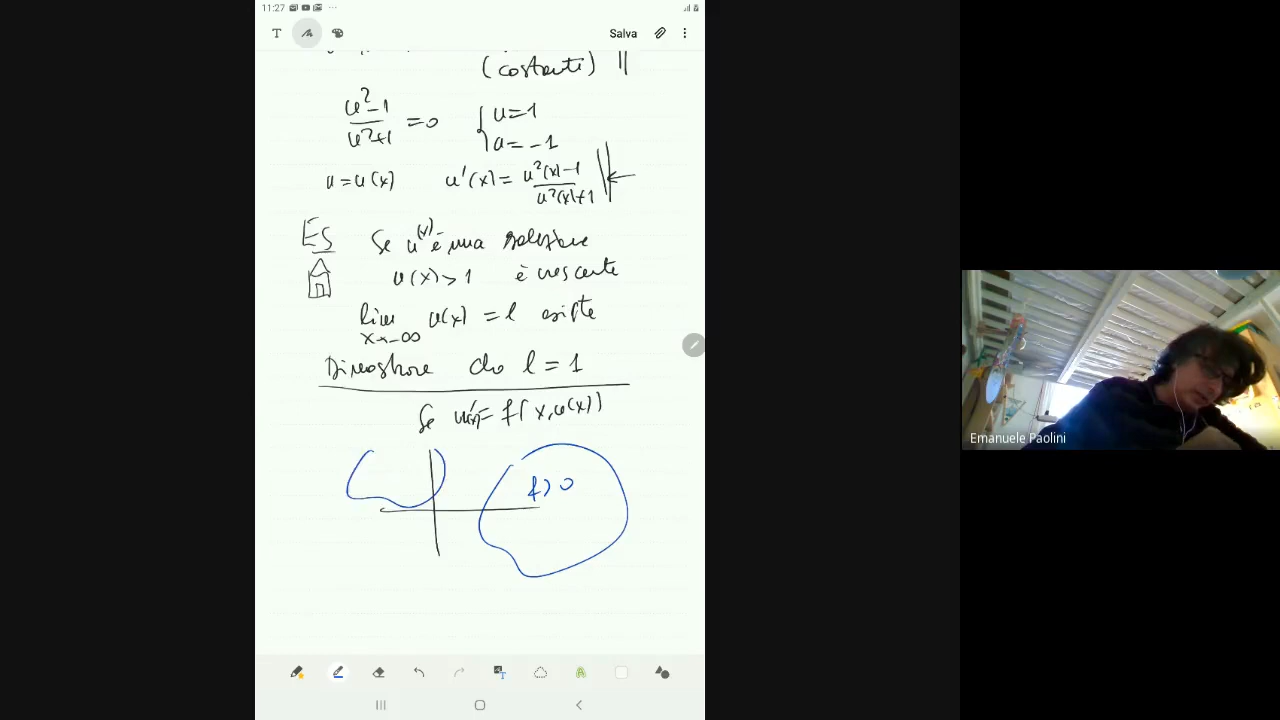 11:27
T Salva
(costanti)
u²-1/u²+1 = 0 { u=1
u=-1
u=u(x) u'(x)= u²(x)-1/u²(x)+1
Es Se u(x) è una soluzione
u(x)>1 è crescente
lim x→-∞ u(x) = l esiste
Dimostrare che l=1
Se u'(x)= f(x,u(x))
f>0
Emanuele Paolini